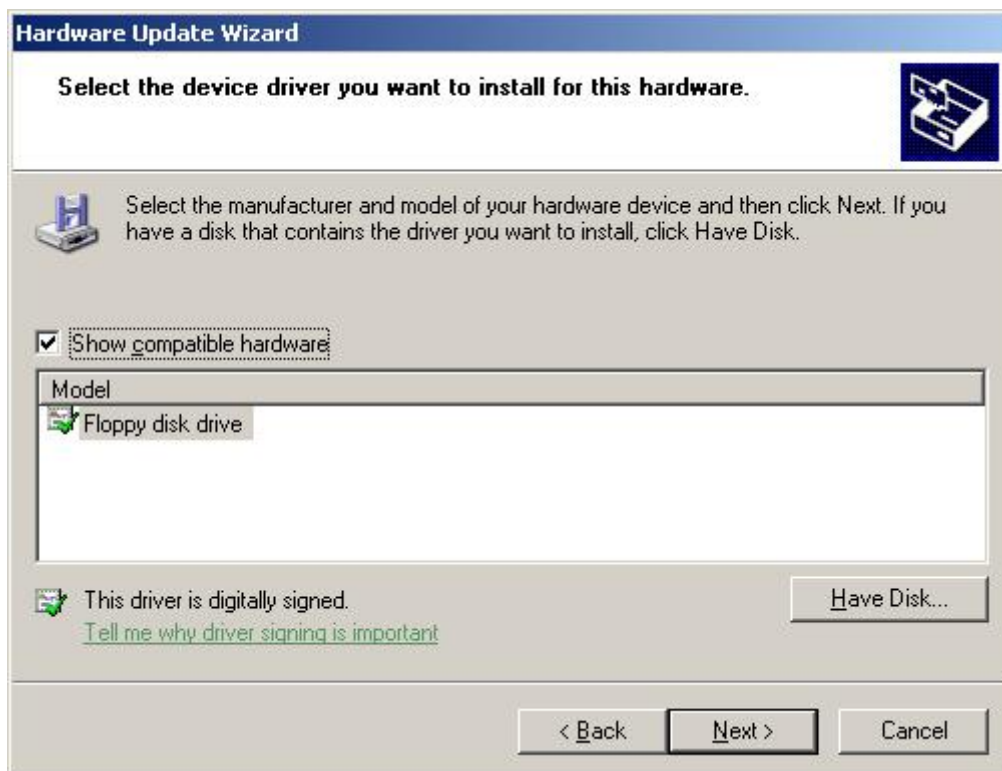 Hardware Update Wizard
Select the device driver you want to install for this hardware.
Select the manufacturer and model of your hardware device and then click Next. If you
have a disk that contains the driver you want to install, click Have Disk.
Show compatible hardware
Model
Floppy disk drive
This driver is digitally signed.
Have Disk...
Tell me why driver signing is important
< Back
Next >
Cancel